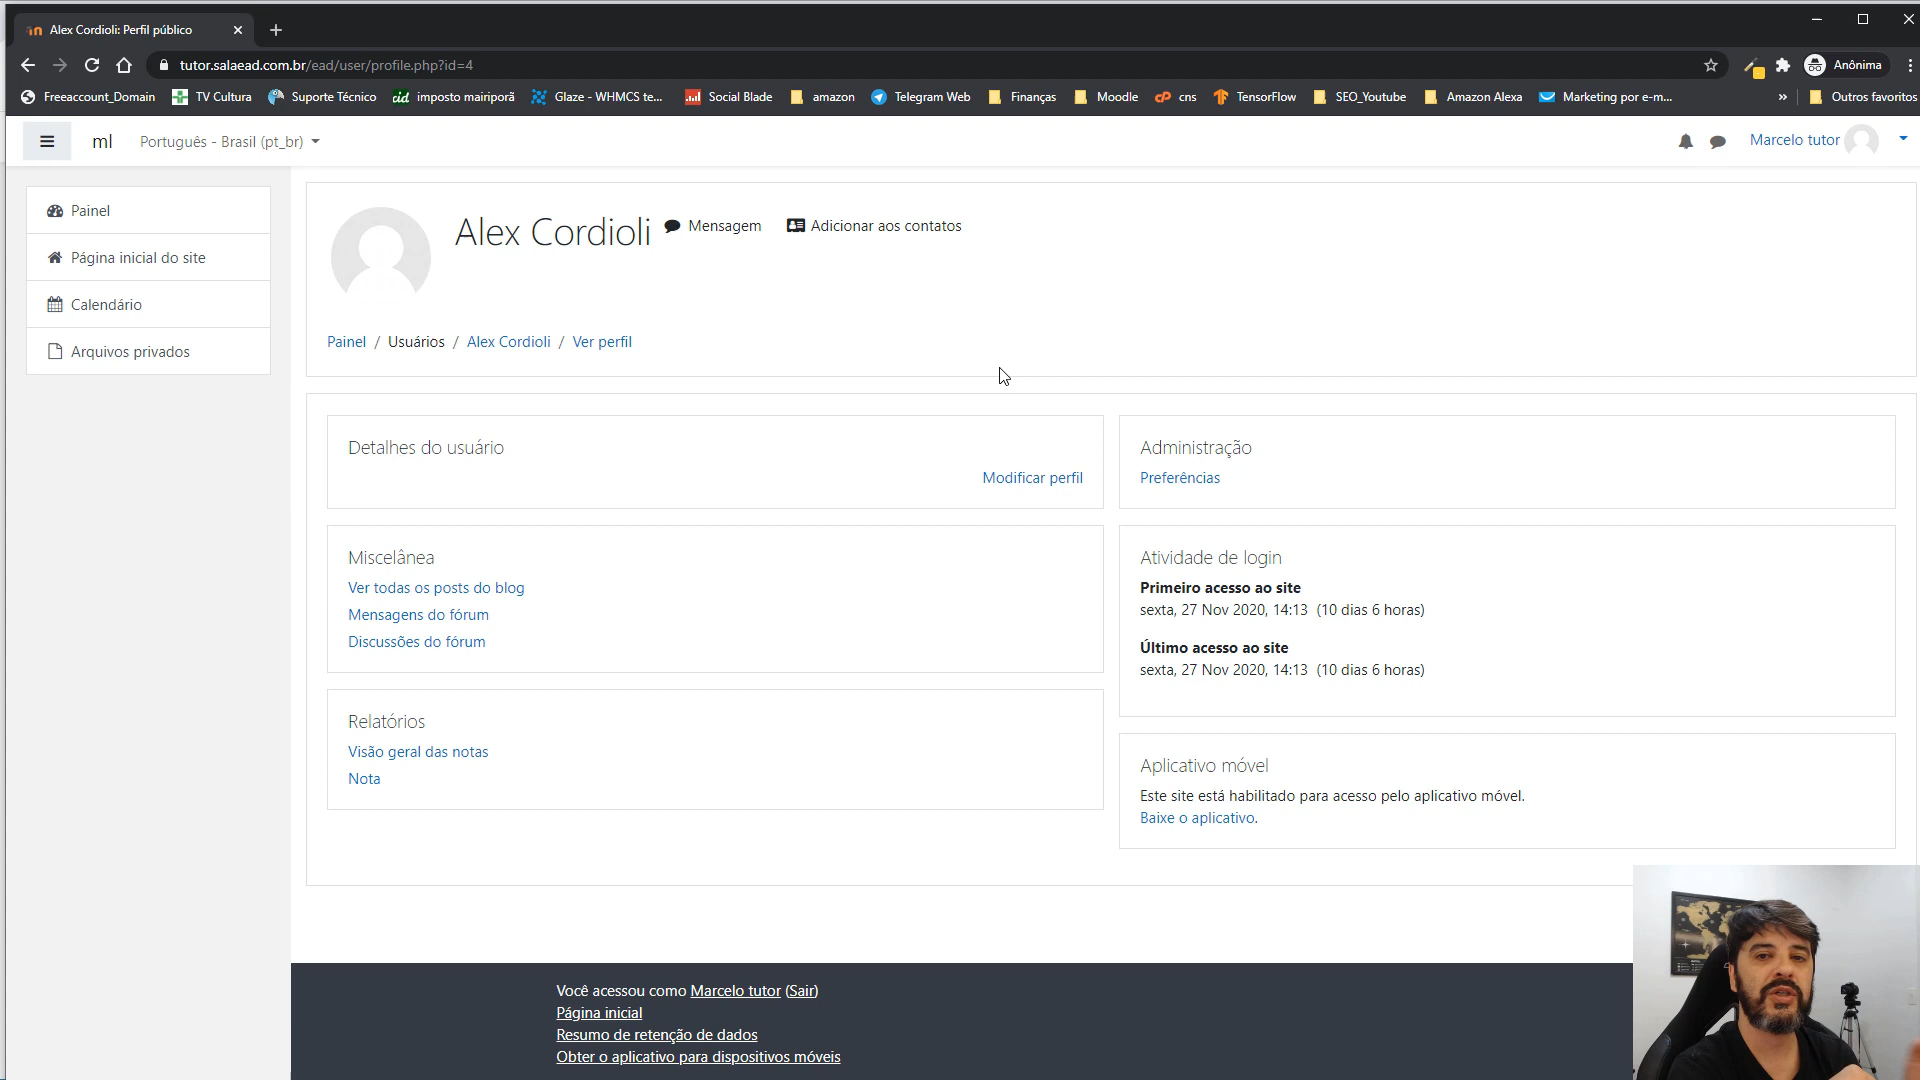 Alex Cordioli: Perfil público
tutor.salaead.com.br/ead/user/profile.php?id=4
Anônima
Freeaccount_Domain TV Cultura Suporte Técnico imposto mairiporã Glaze - WHMCS te... Social Blade amazon Telegram Web Finanças Moodle cns TensorFlow SEO_Youtube Amazon Alexa Marketing por e-m... » Outros favoritos
ml Português - Brasil (pt_br) Marcelo tutor
Painel
Página inicial do site
Calendário
Arquivos privados
Alex Cordioli Mensagem Adicionar aos contatos
Painel / Usuários / Alex Cordioli / Ver perfil
Detalhes do usuário
Modificar perfil
Miscelânea
Ver todas os posts do blog
Mensagens do fórum
Discussões do fórum
Relatórios
Visão geral das notas
Nota
Administração
Preferências
Atividade de login
Primeiro acesso ao site
sexta, 27 Nov 2020, 14:13 (10 dias 6 horas)
Último acesso ao site
sexta, 27 Nov 2020, 14:13 (10 dias 6 horas)
Aplicativo móvel
Este site está habilitado para acesso pelo aplicativo móvel.
Baixe o aplicativo.
Você acessou como Marcelo tutor (Sair)
Página inicial
Resumo de retenção de dados
Obter o aplicativo para dispositivos móveis